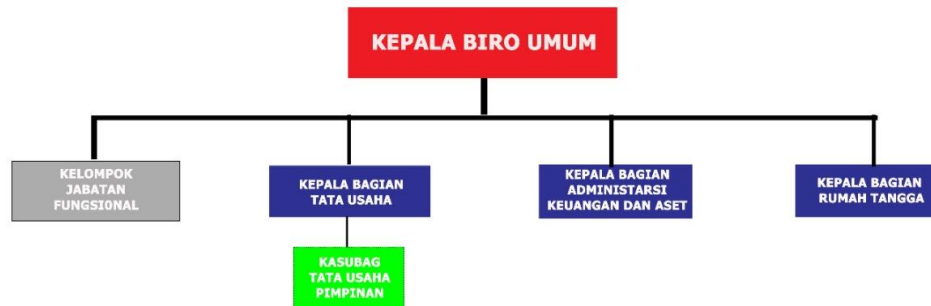 KEPALA BIRO UMUM
KELOMPOK
JABATAN
FUNGSIONAL
KEPALA BAGIAN
TATA USAHA
KEPALA BAGIAN
ADMINISTARSI
KEUANGAN DAN ASET
KEPALA BAGIAN
RUMAH TANGGA
KASUBAG
TATA USAHA
PIMPINAN